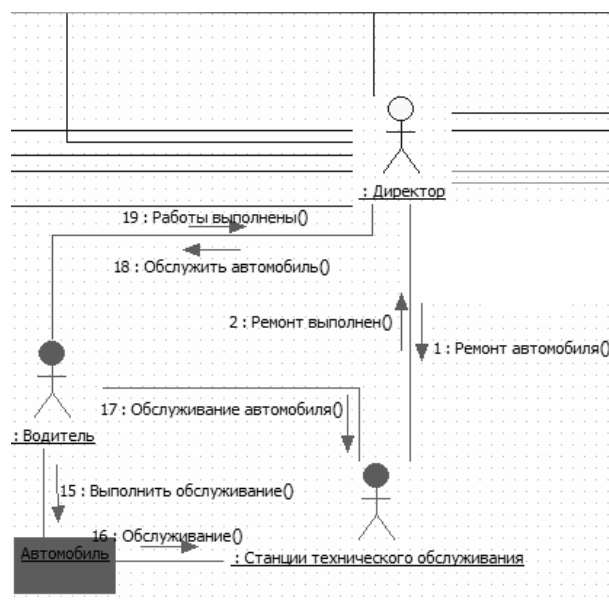 : Директор
19 : Работы выполнены()
18 : Обслужить автомобиль()
2 : Ремонт выполнен()
1 : Ремонт автомобиля()
17 : Обслуживание автомобиля()
: Водитель
15 : Выполнить обслуживание()
16 : Обслуживание()
Автомобиль
: Станции технического обслуживания